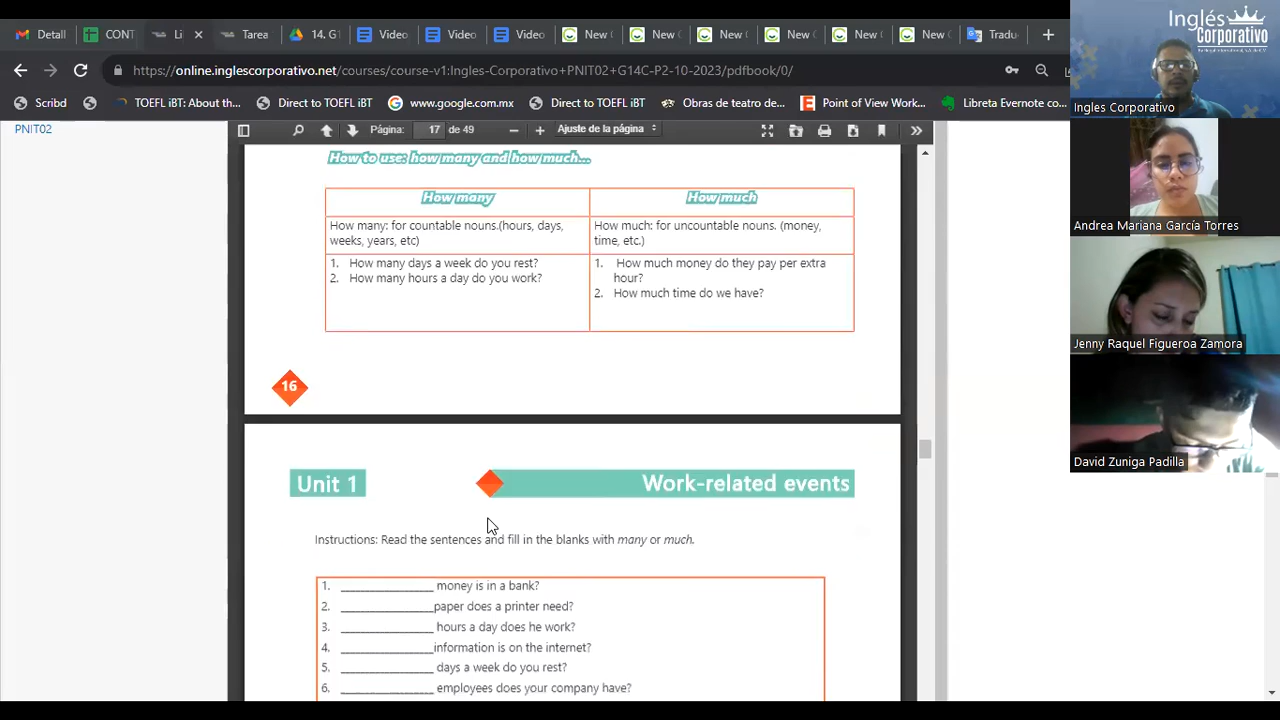 Detall
CONT
Li
Tarea
14. G1
Video
Video
Video
New (
New (
New (
New (
New (
New (
Tradu
https://online.inglescorporativo.net/courses/course-v1:Ingles-Corporativo+PNIT02+G14C-P2-10-2023/pdfbook/0/
Scribd
TOEFL iBT: About th...
Direct to TOEFL iBT
www.google.com.mx
Direct to TOEFL iBT
Obras de teatro de...
Point of View Work...
Libreta Evernote co...
PNIT02
Página:
17
de 49
Ajuste de la página
How to use: how many and how much...
How many
How much
How many: for countable nouns.(hours, days,
weeks, years, etc)
How much: for uncountable nouns. (money,
time, etc.)
1. How many days a week do you rest?
2. How many hours a day do you work?
1. How much money do they pay per extra
hour?
2. How much time do we have?
16
Unit 1
Work-related events
Instructions: Read the sentences and fill in the blanks with many or much.
1. _________________ money is in a bank?
2. _________________paper does a printer need?
3. _________________ hours a day does he work?
4. _________________information is on the internet?
5. _________________ days a week do you rest?
6. _________________ employees does your company have?
Inglés
Corporativo
Ingles Corporativo
Andrea Mariana García Torres
Jenny Raquel Figueroa Zamora
David Zuniga Padilla